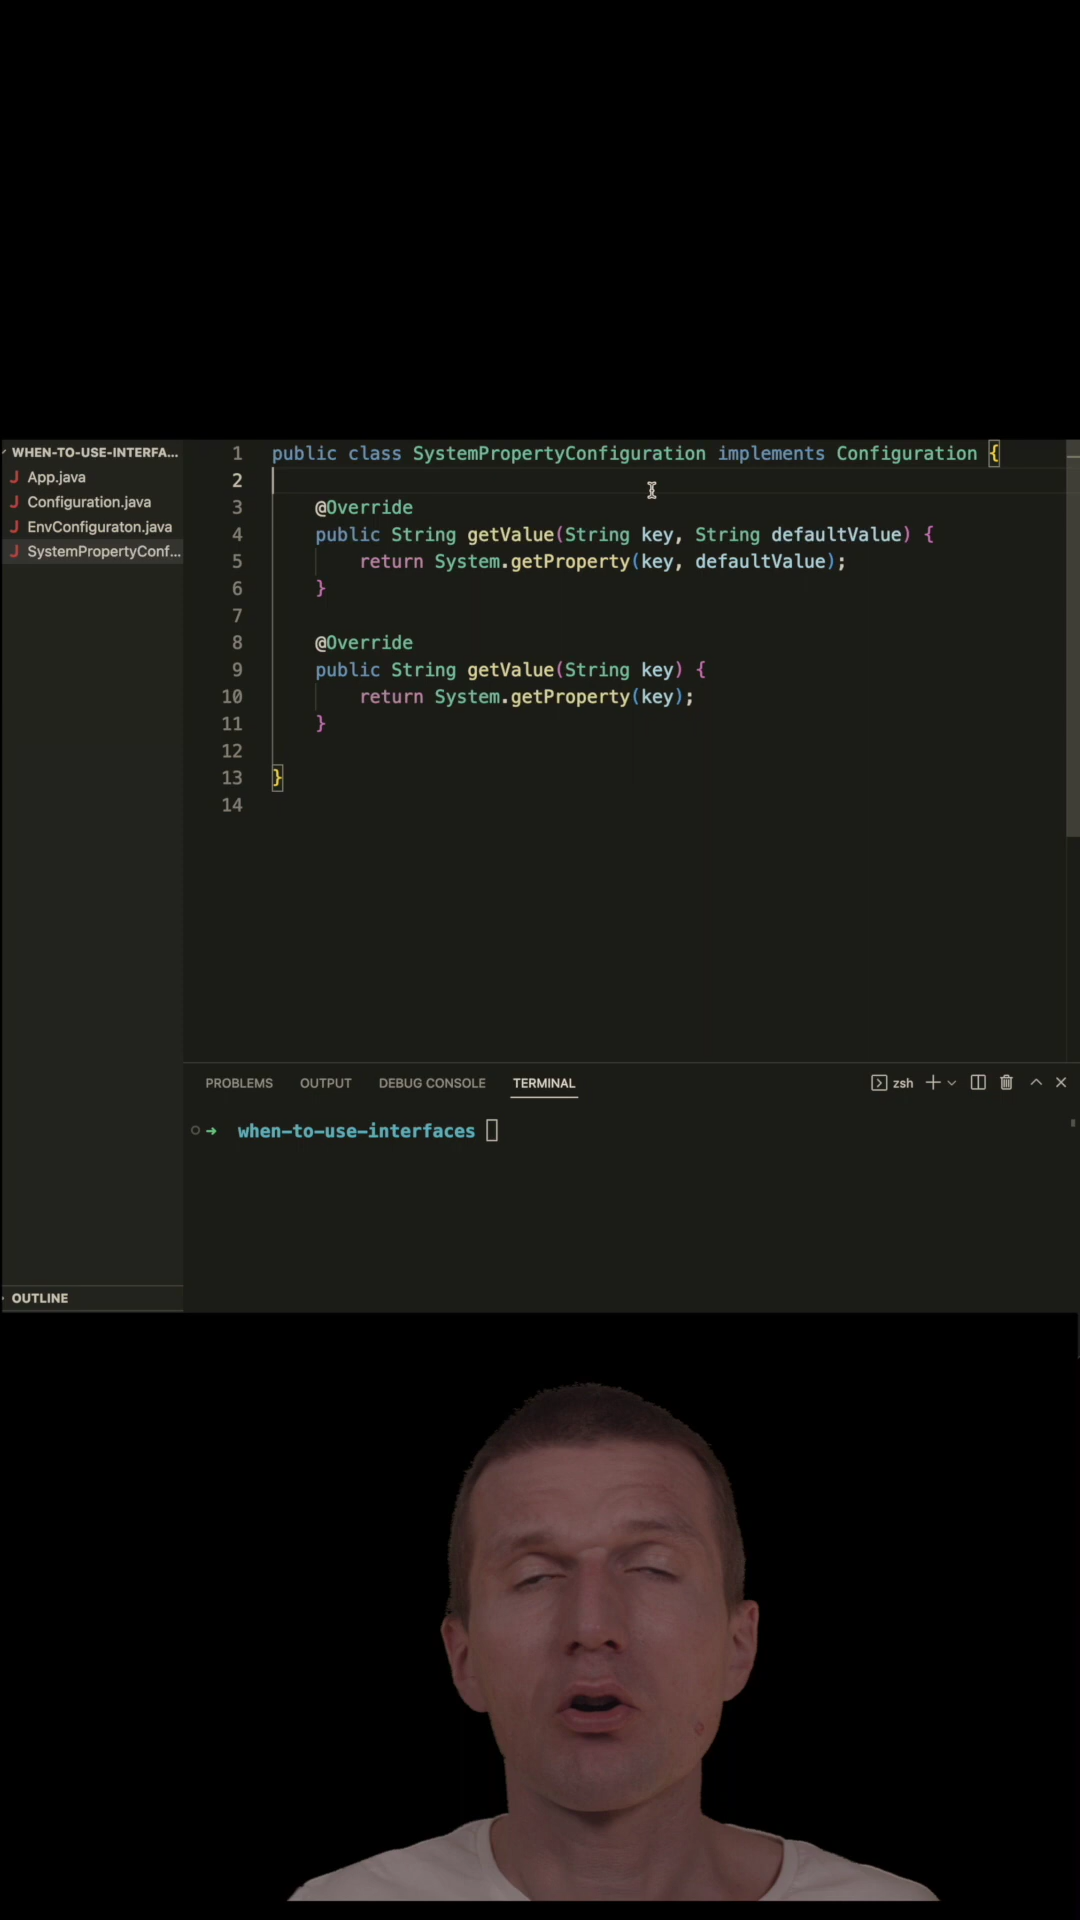 WHEN-TO-USE-INTERFA...
App.java
Configuration.java
EnvConfiguraton.java
SystemPropertyConf...
OUTLINE
1 public class SystemPropertyConfiguration implements Configuration {
2
3 @Override
4 public String getValue(String key, String defaultValue) {
5 return System.getProperty(key, defaultValue);
6 }
7
8 @Override
9 public String getValue(String key) {
10 return System.getProperty(key);
11 }
12
13 }
14
PROBLEMS OUTPUT DEBUG CONSOLE TERMINAL zsh
when-to-use-interfaces